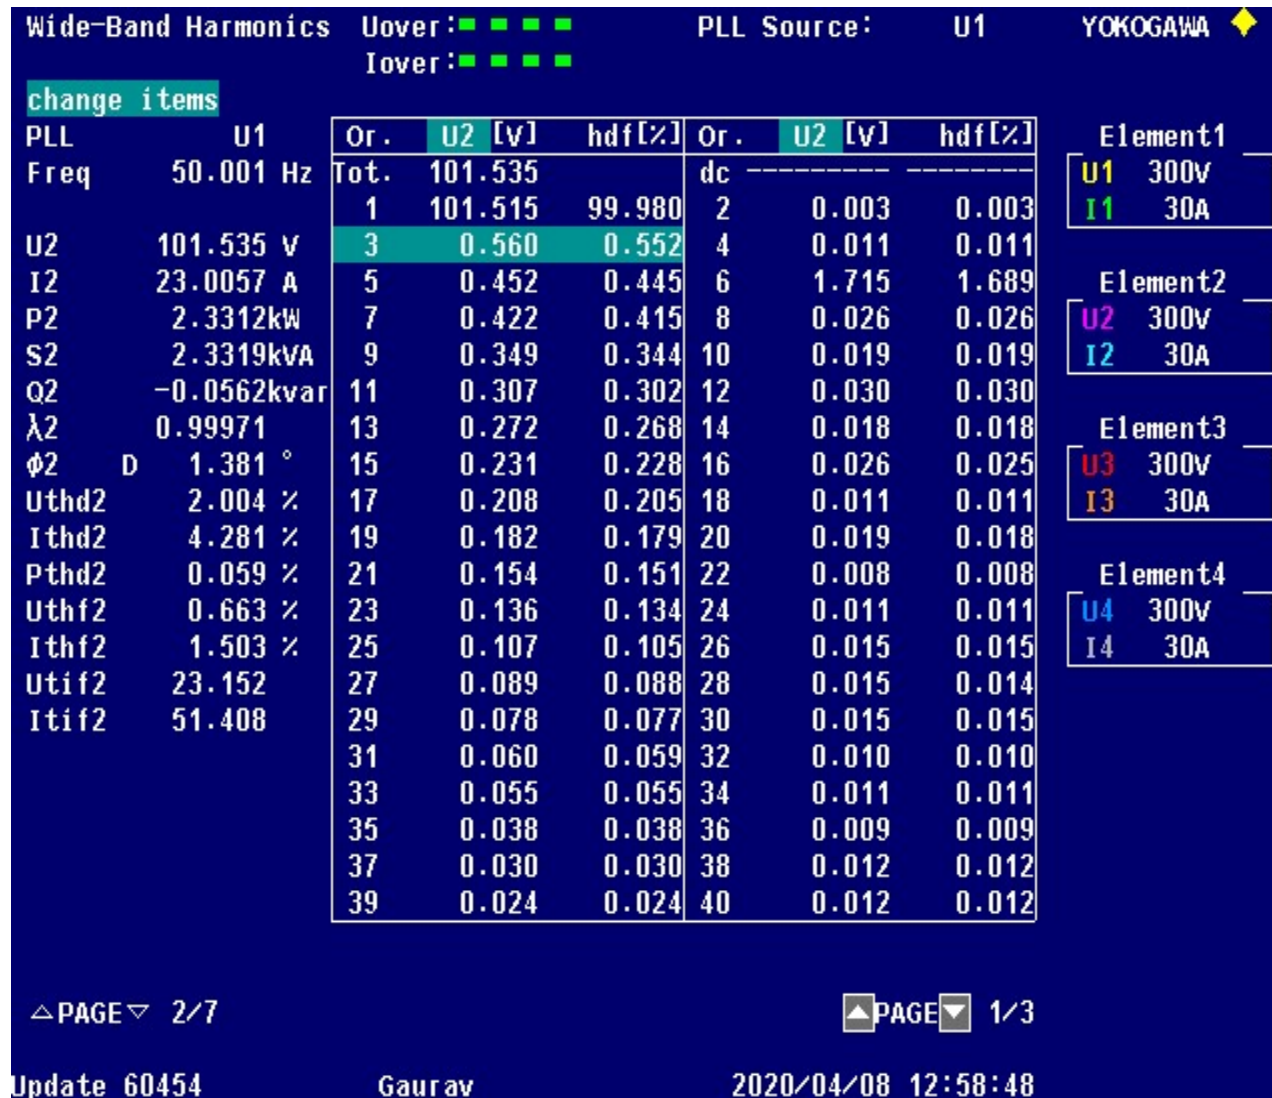 Wide-Band Harmonics Uover: PLL Source: U1 YOKOGAWA
Iover:
change items
PLL U1 Or. U2 [V] hdf[%] Or. U2 [V] hdf[%] Element1
Freq 50.001 Hz Tot. 101.535 dc -------- -------- U1 300V
1 101.515 99.980 2 0.003 0.003 I1 30A
U2 101.535 V 3 0.560 0.552 4 0.011 0.011
I2 23.0057 A 5 0.452 0.445 6 1.715 1.689 Element2
P2 2.3312kW 7 0.422 0.415 8 0.026 0.026 U2 300V
S2 2.3319kVA 9 0.349 0.344 10 0.019 0.019 I2 30A
Q2 -0.0562kvar 11 0.307 0.302 12 0.030 0.030
λ2 0.99971 13 0.272 0.268 14 0.018 0.018 Element3
φ2 D 1.381 ° 15 0.231 0.228 16 0.026 0.025 U3 300V
Uthd2 2.004 % 17 0.208 0.205 18 0.011 0.011 I3 30A
Ithd2 4.281 % 19 0.182 0.179 20 0.019 0.018
Pthd2 0.059 % 21 0.154 0.151 22 0.008 0.008 Element4
Uthf2 0.663 % 23 0.136 0.134 24 0.011 0.011 U4 300V
Ithf2 1.503 % 25 0.107 0.105 26 0.015 0.015 I4 30A
Utif2 23.152 27 0.089 0.088 28 0.015 0.014
Itif2 51.408 29 0.078 0.077 30 0.015 0.015
31 0.060 0.059 32 0.010 0.010
33 0.055 0.055 34 0.011 0.011
35 0.038 0.038 36 0.009 0.009
37 0.030 0.030 38 0.012 0.012
39 0.024 0.024 40 0.012 0.012
△PAGE▽ 2/7 ▲PAGE▼ 1/3
Update 60454 Gaurav 2020/04/08 12:58:48